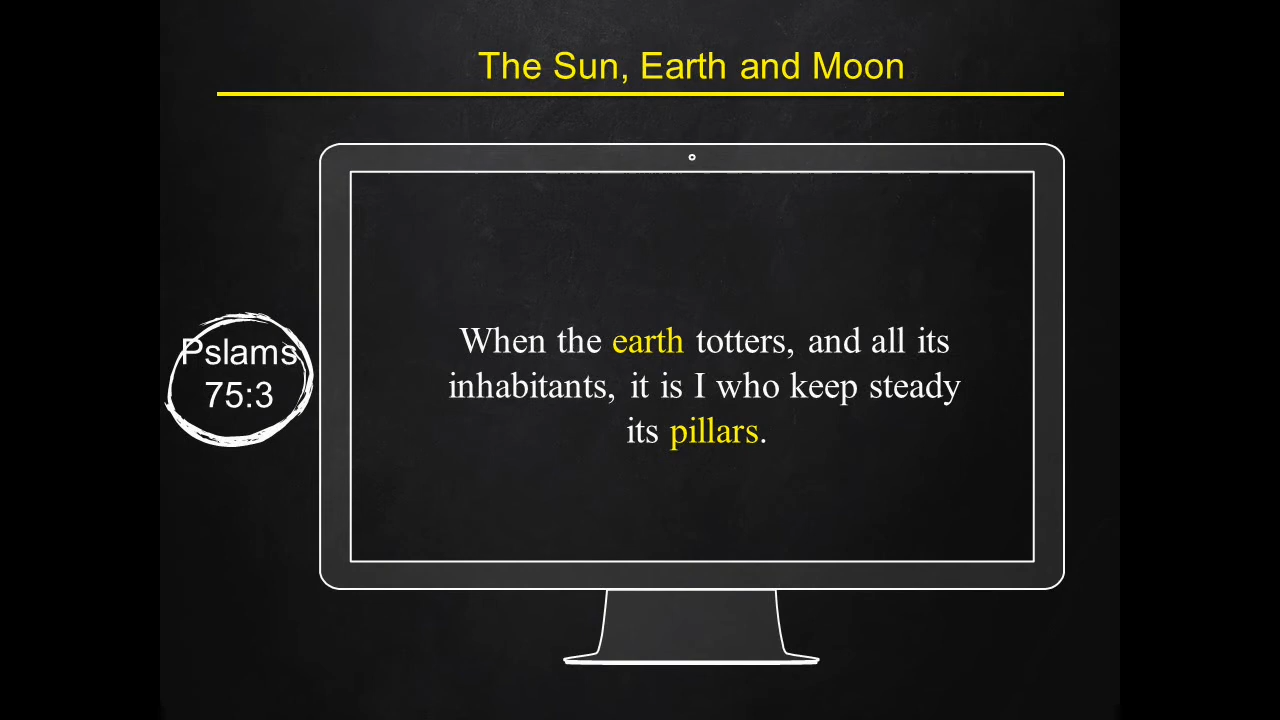 The Sun, Earth and Moon
Pslams
75:3
When the earth totters, and all its
inhabitants, it is I who keep steady
its pillars.